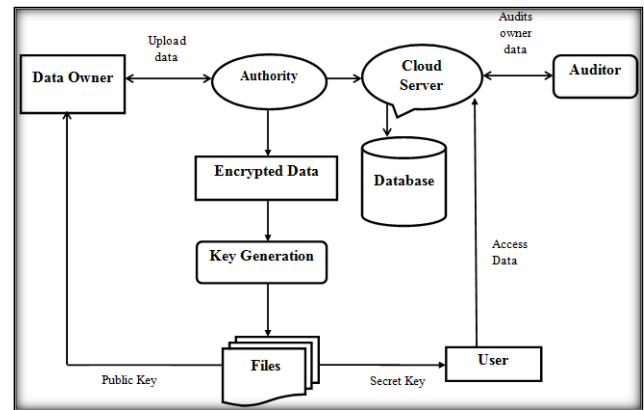 Audits
owner
data
Upload
data
Data Owner
Authority
Cloud
Server
Auditor
Encrypted Data
Database
Key Generation
Access
Data
Files
User
Public Key
Secret Key